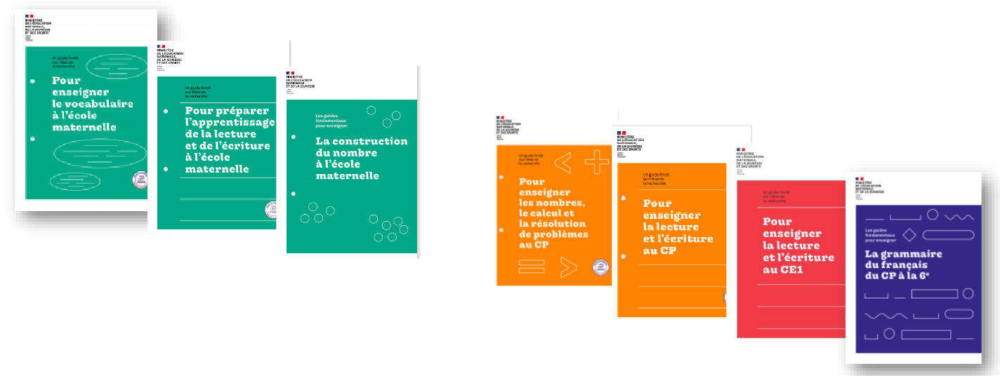 MINISTÈRE
DE L'ÉDUCATION
NATIONALE,
DE LA JEUNESSE
ET DES SPORTS
Un guide fondé
sur l'état de
la recherche
Pour
enseigner
le vocabulaire
à l'école
maternelle
MINISTÈRE
DE L'ÉDUCATION
NATIONALE,
DE LA JEUNESSE
ET DES SPORTS
Un guide fondé
sur l'état de
la recherche
Pour préparer
l'apprentissage
de la lecture
et de l'écriture
à l'école
maternelle
MINISTÈRE
DE L'ÉDUCATION
NATIONALE
ET DE LA JEUNESSE
Les guides
fondamentaux
pour enseigner
La construction
du nombre
à l'école
maternelle
MINISTÈRE
DE L'ÉDUCATION
NATIONALE,
DE LA JEUNESSE
ET DES SPORTS
Un guide fondé
sur l'état de
la recherche
Pour
enseigner
les nombres,
le calcul et
la résolution
de problèmes
au CP
MINISTÈRE
DE L'ÉDUCATION
NATIONALE,
DE LA JEUNESSE
ET DES SPORTS
Un guide fondé
sur l'état de
la recherche
Pour
enseigner
la lecture
et l'écriture
au CP
MINISTÈRE
DE L'ÉDUCATION
NATIONALE,
DE LA JEUNESSE
ET DES SPORTS
Un guide fondé
sur l'état de
la recherche
Pour
enseigner
la lecture
et l'écriture
au CE1
MINISTÈRE
DE L'ÉDUCATION
NATIONALE
ET DE LA JEUNESSE
Les guides
fondamentaux
pour enseigner
La grammaire
du français
du CP à la 6e